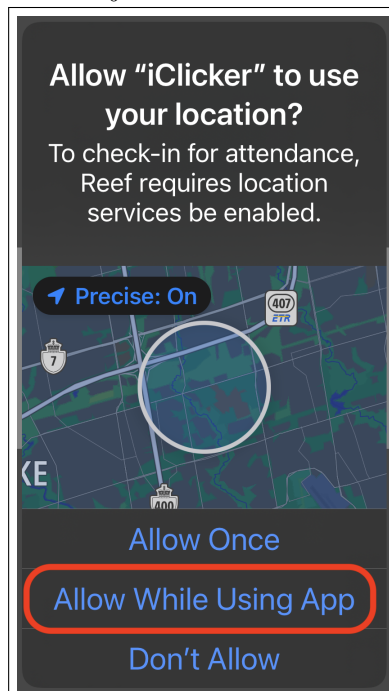 Allow “iClicker” to use
your location?
To check-in for attendance,
Reef requires location
services be enabled.
Precise: On
407
ETR
7
KE
400
Allow Once
Allow While Using App
Don’t Allow